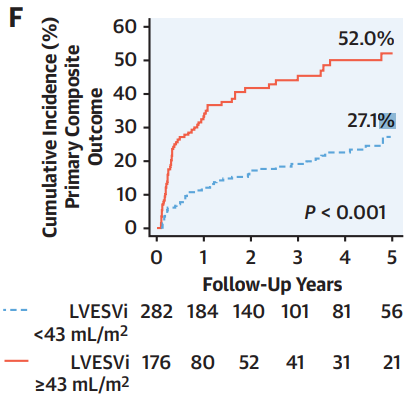 F
Cumulative Incidence (%)
Primary Composite
Outcome
60
50
40
30
20
10
0
52.0%
27.1%
P < 0.001
0 1 2 3 4 5
Follow-Up Years
LVESVi 282 184 140 101 81 56
<43 mL/m²
LVESVi 176 80 52 41 31 21
≥43 mL/m²